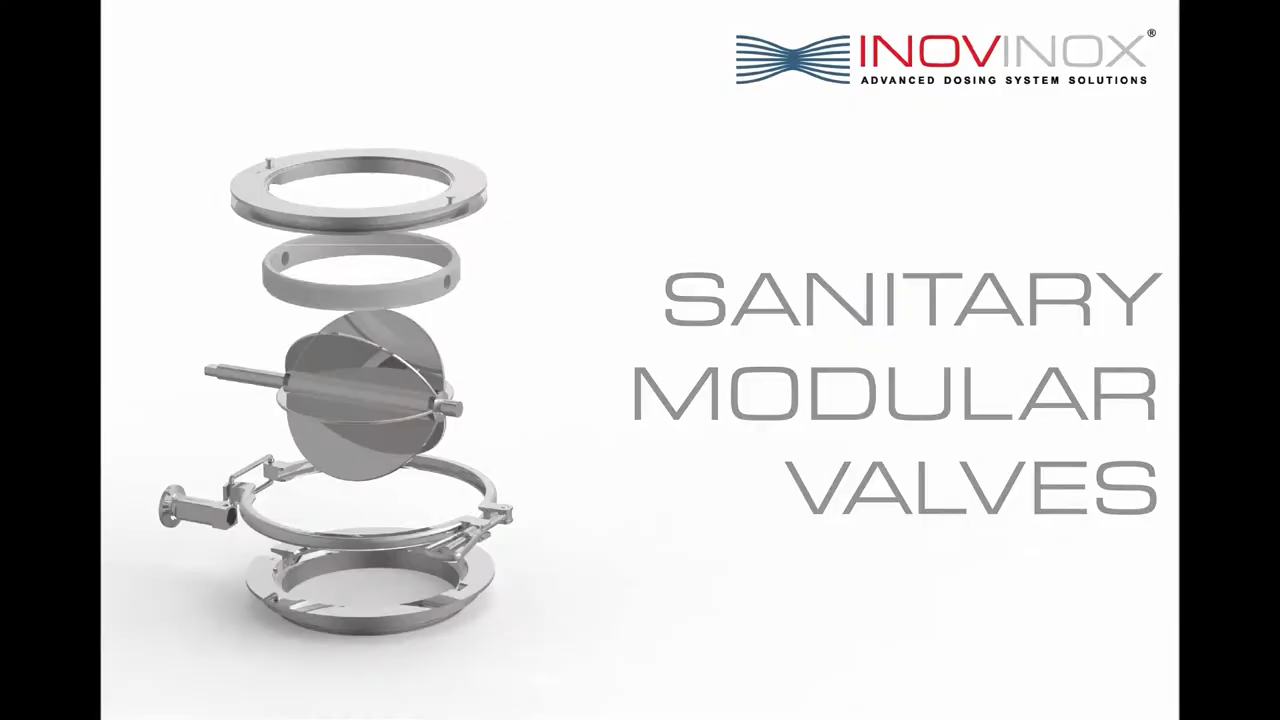 INOVINOX®
ADVANCED DOSING SYSTEM SOLUTIONS
SANITARY
MODULAR
VALVES